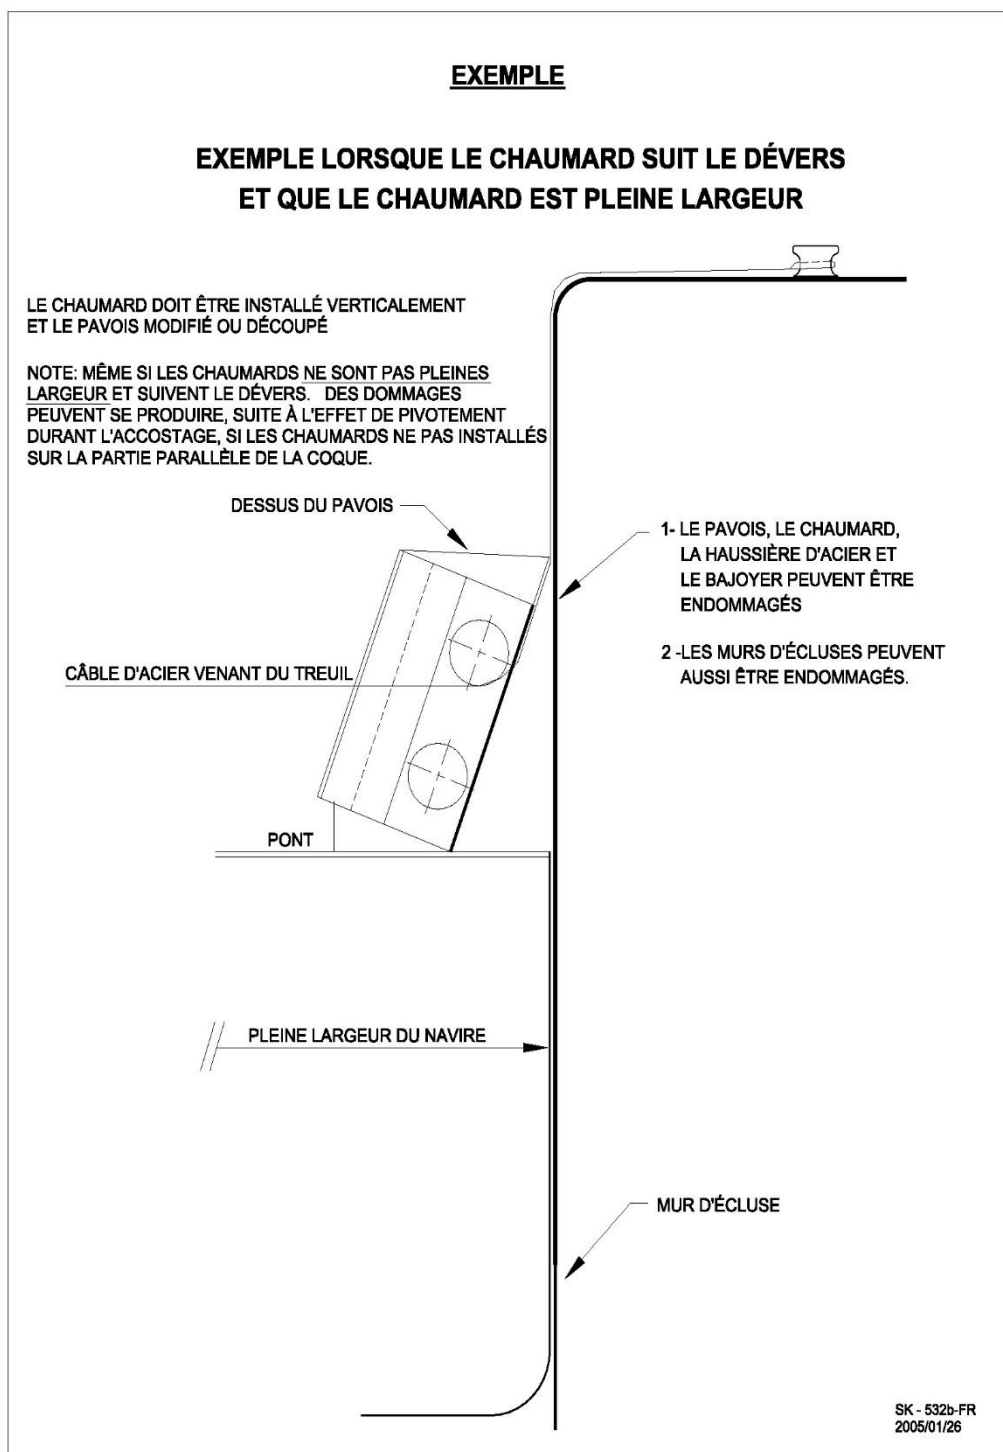 EXEMPLE
EXEMPLE LORSQUE LE CHAUMARD SUIT LE DÉVERS
ET QUE LE CHAUMARD EST PLEINE LARGEUR
LE CHAUMARD DOIT ÊTRE INSTALLÉ VERTICALEMENT
ET LE PAVOIS MODIFIÉ OU DÉCOUPÉ
NOTE: MÊME SI LES CHAUMARDS NE SONT PAS PLEINES
LARGEUR ET SUIVENT LE DÉVERS. DES DOMMAGES
PEUVENT SE PRODUIRE, SUITE À L'EFFET DE PIVOTEMENT
DURANT L'ACCOSTAGE, SI LES CHAUMARDS NE PAS INSTALLÉS
SUR LA PARTIE PARALLÈLE DE LA COQUE.
DESSUS DU PAVOIS
1- LE PAVOIS, LE CHAUMARD,
LA HAUSSIÈRE D'ACIER ET
LE BAJOYER PEUVENT ÊTRE
ENDOMMAGÉS
2 -LES MURS D'ÉCLUSES PEUVENT
AUSSI ÊTRE ENDOMMAGÉS.
CÂBLE D'ACIER VENANT DU TREUIL
PONT
PLEINE LARGEUR DU NAVIRE
MUR D'ÉCLUSE
SK - 532b-FR
2005/01/26